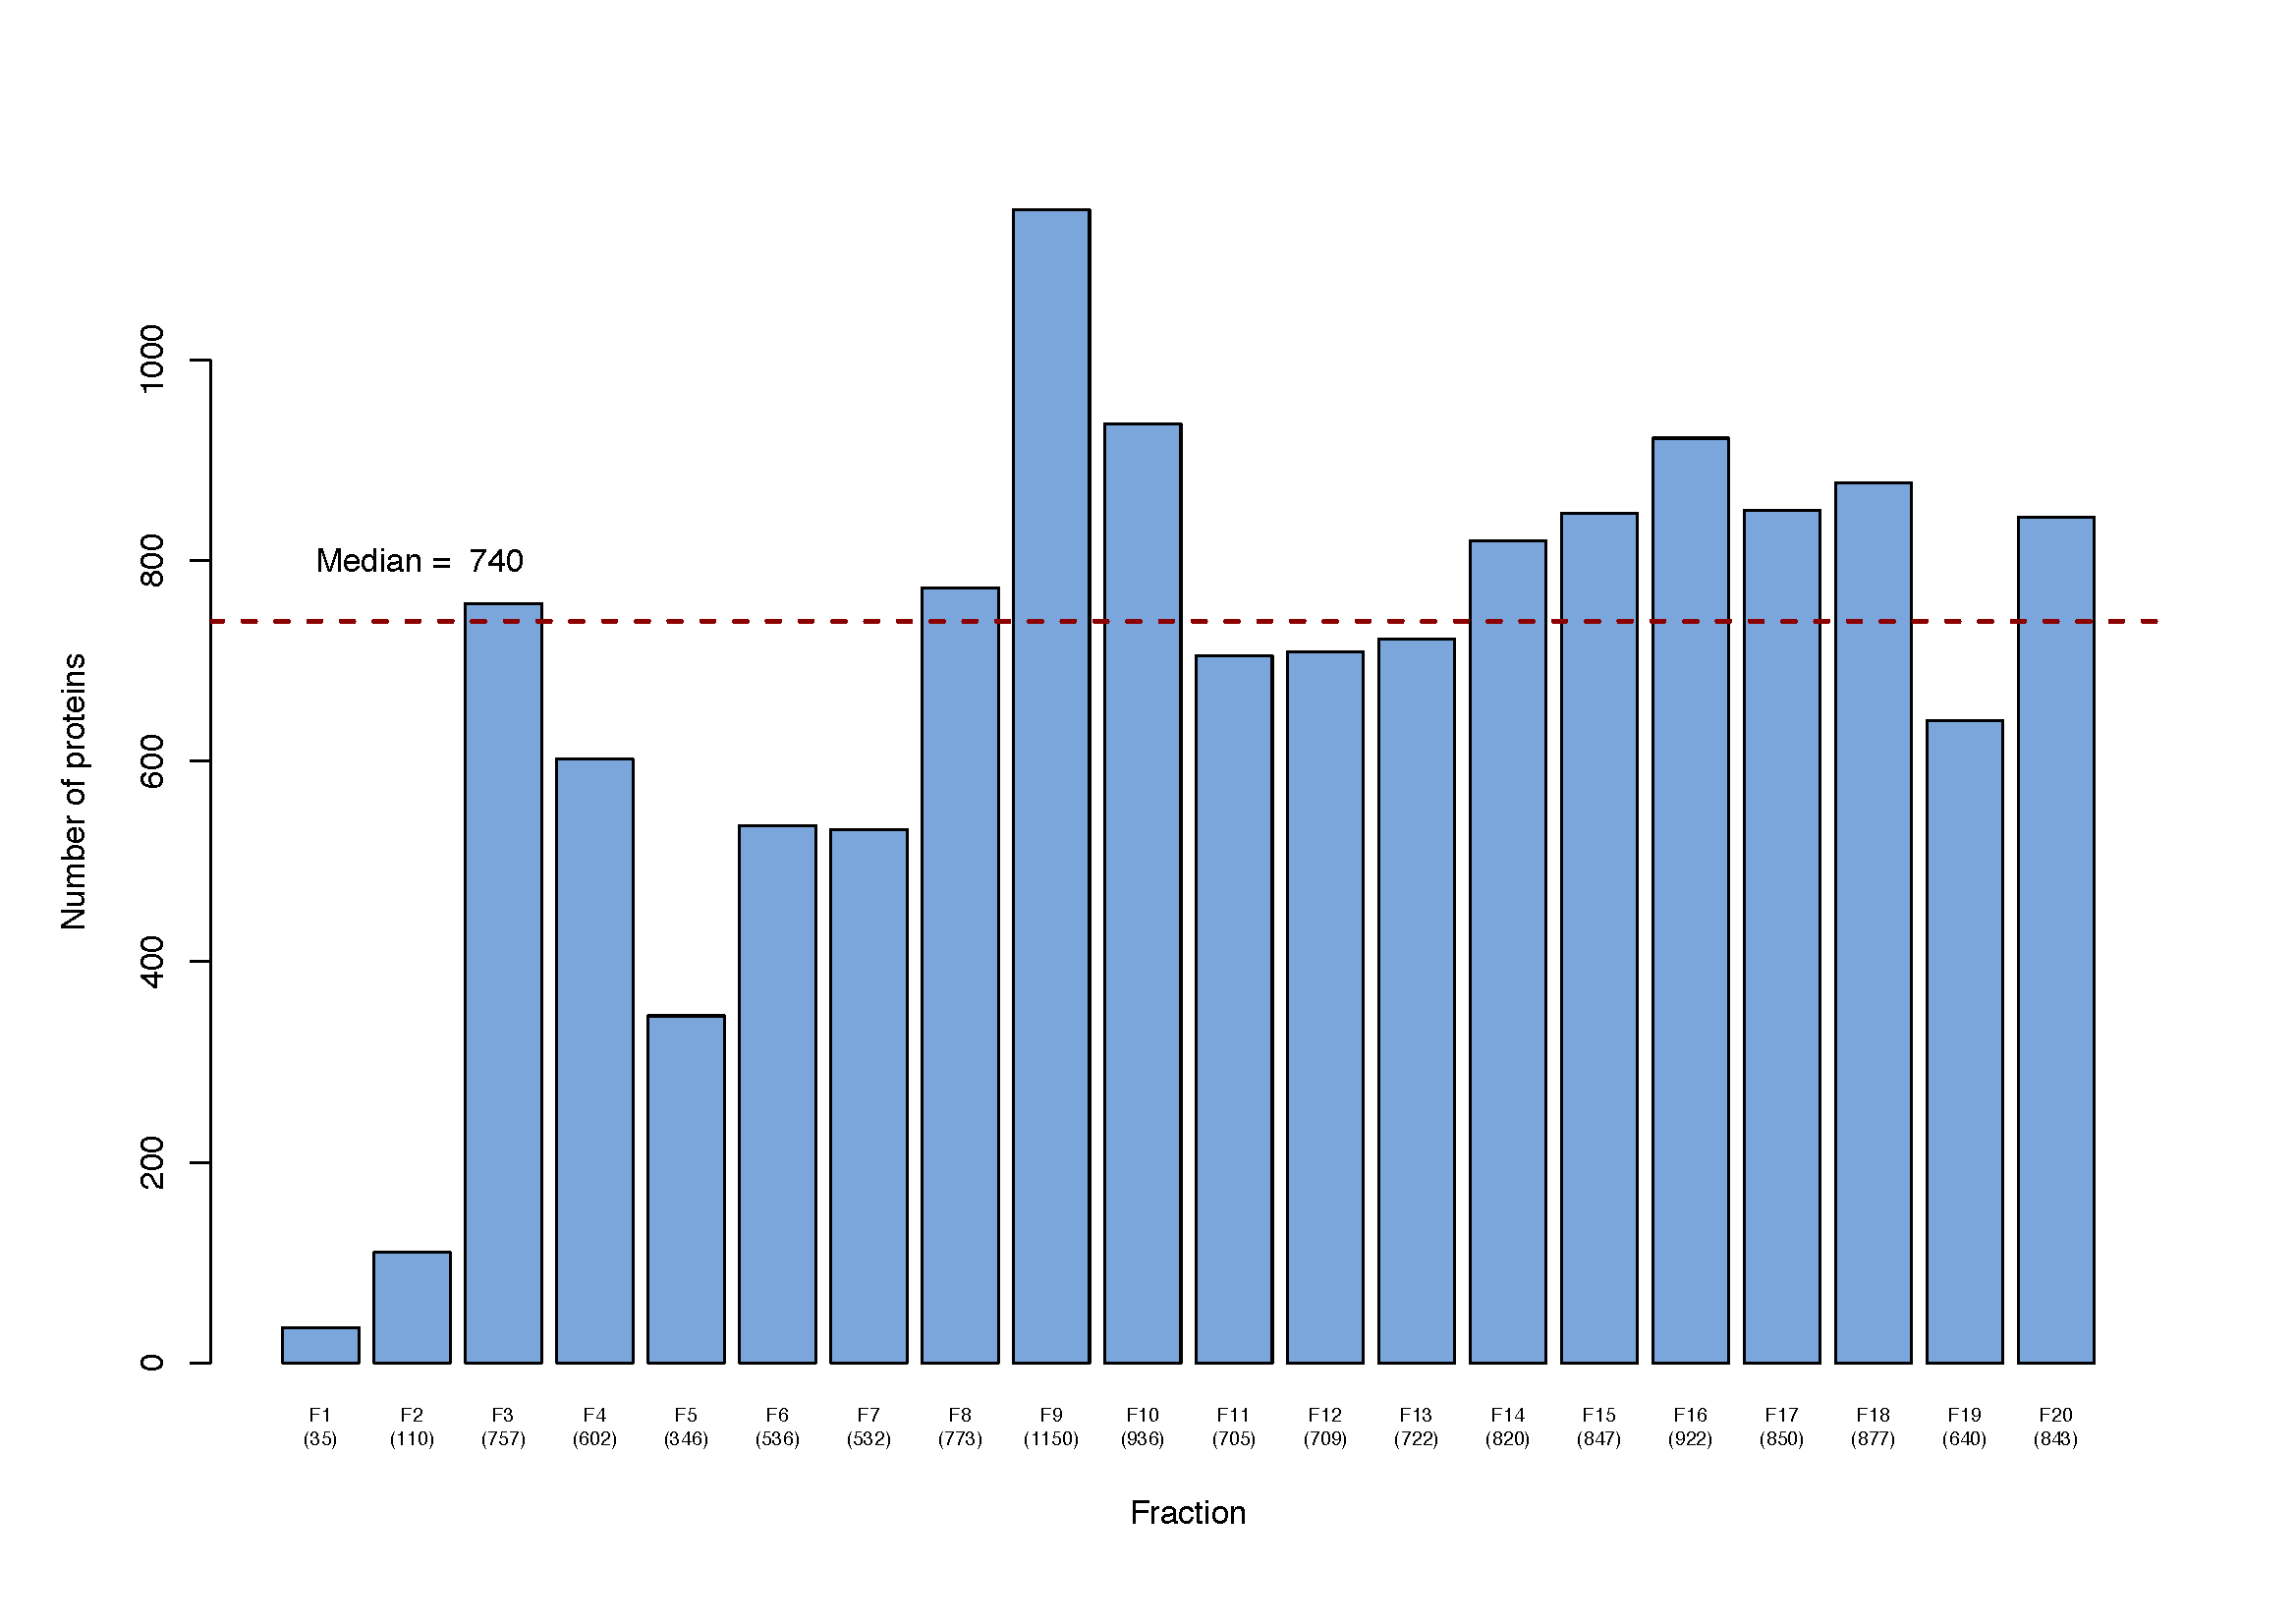 1000
800
600
400
200
0
Number of proteins
Median =  740
F1 F2 F3 F4 F5 F6 F7 F8 F9 F10 F11 F12 F13 F14 F15 F16 F17 F18 F19 F20
(35) (110) (757) (602) (346) (536) (532) (773) (1150) (936) (705) (709) (722) (820) (847) (922) (850) (877) (640) (843)
Fraction